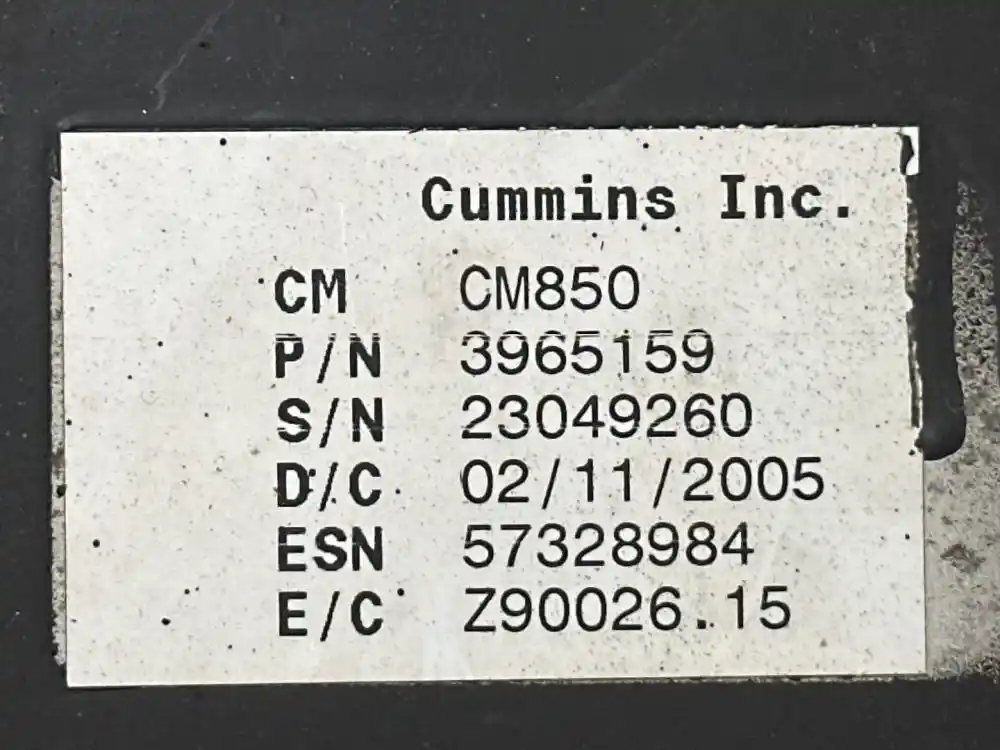 Cummins Inc.
CM CM850
P/N 3965159
S/N 23049260
D/C 02/11/2005
ESN 57328984
E/C Z90026.15